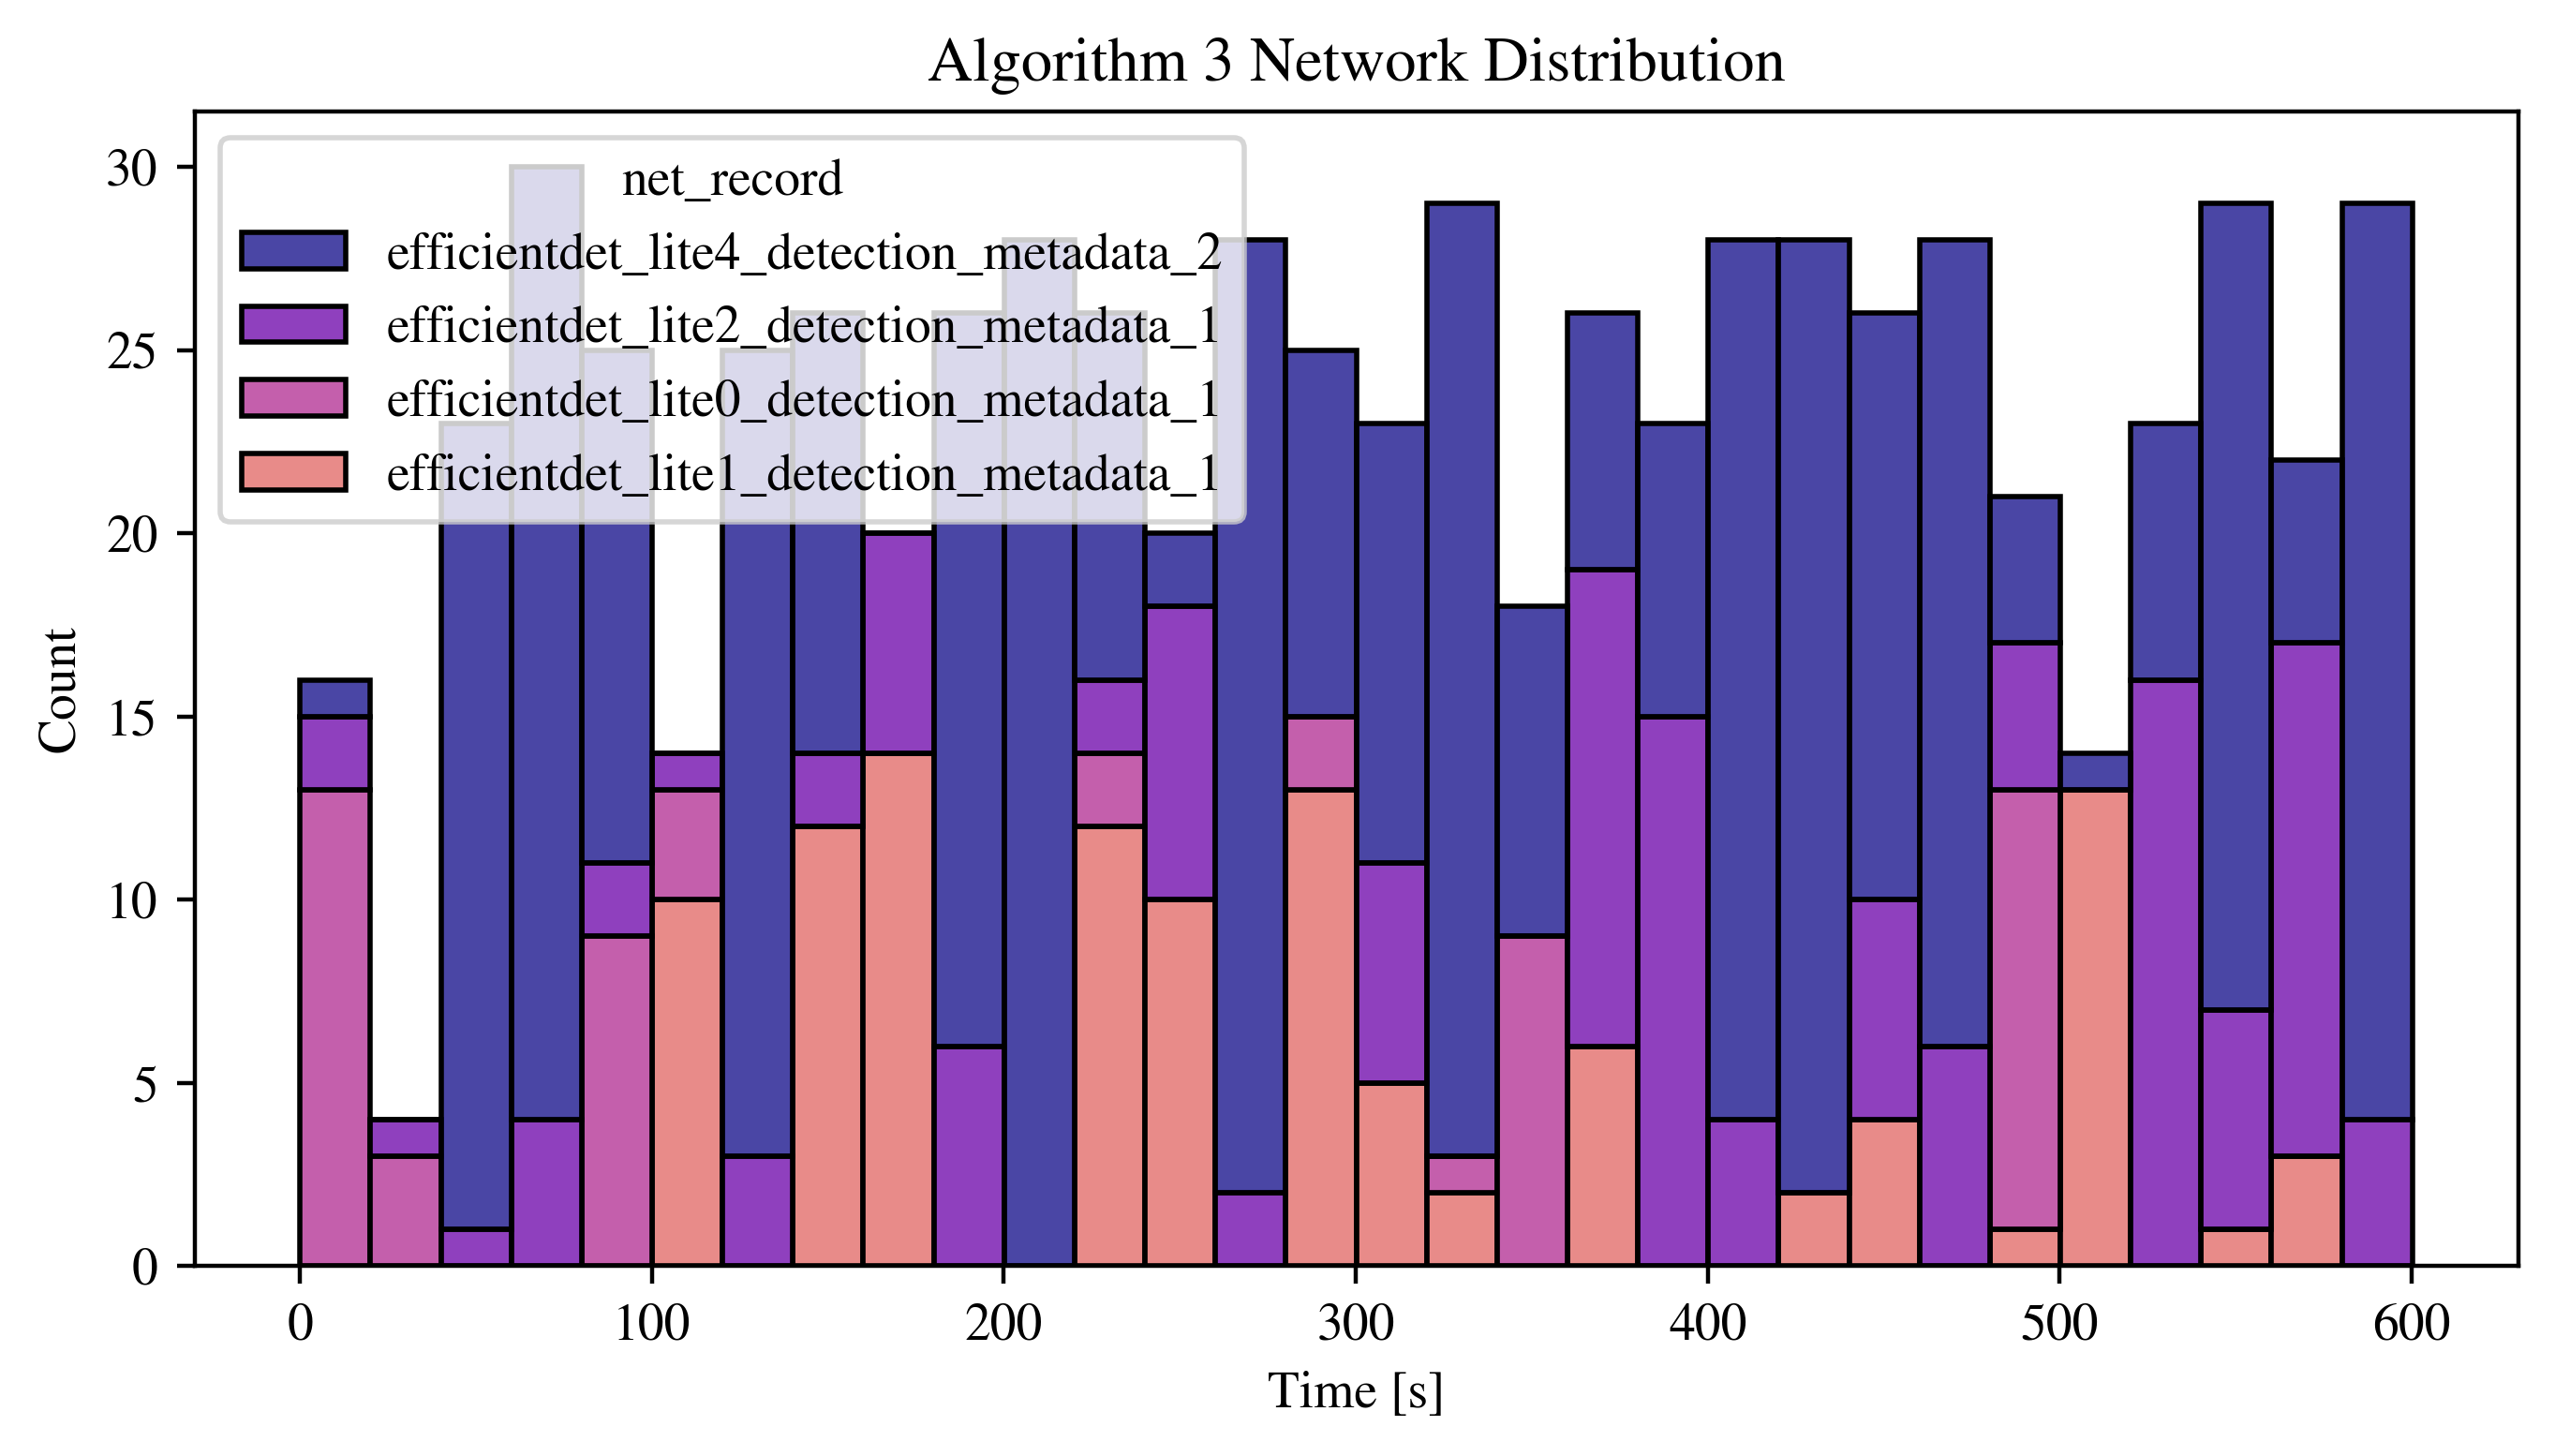 Algorithm 3 Network Distribution
net_record
efficientdet_lite4_detection_metadata_2
efficientdet_lite2_detection_metadata_1
efficientdet_lite0_detection_metadata_1
efficientdet_lite1_detection_metadata_1
Count
30
25
20
15
10
5
0
0 100 200 300 400 500 600
Time [s]